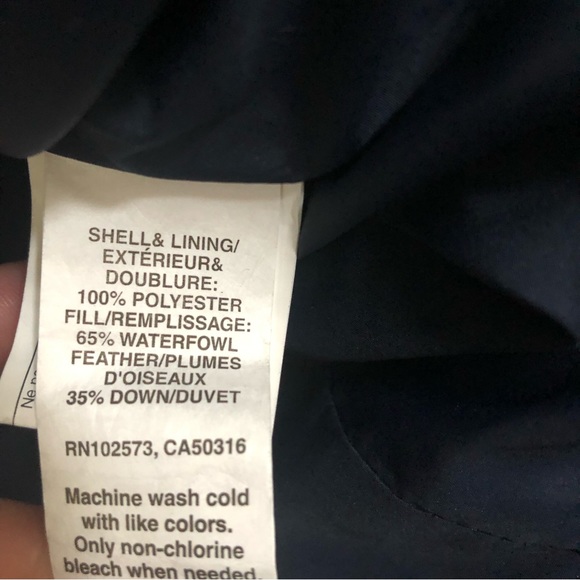 SHELL& LINING/
EXTÉRIEUR&
DOUBLURE:
100% POLYESTER
FILL/REMPLISSAGE:
65% WATERFOWL
FEATHER/PLUMES
D'OISEAUX
35% DOWN/DUVET
RN102573, CA50316
Machine wash cold
with like colors.
Only non-chlorine
bleach when needed.
Ne